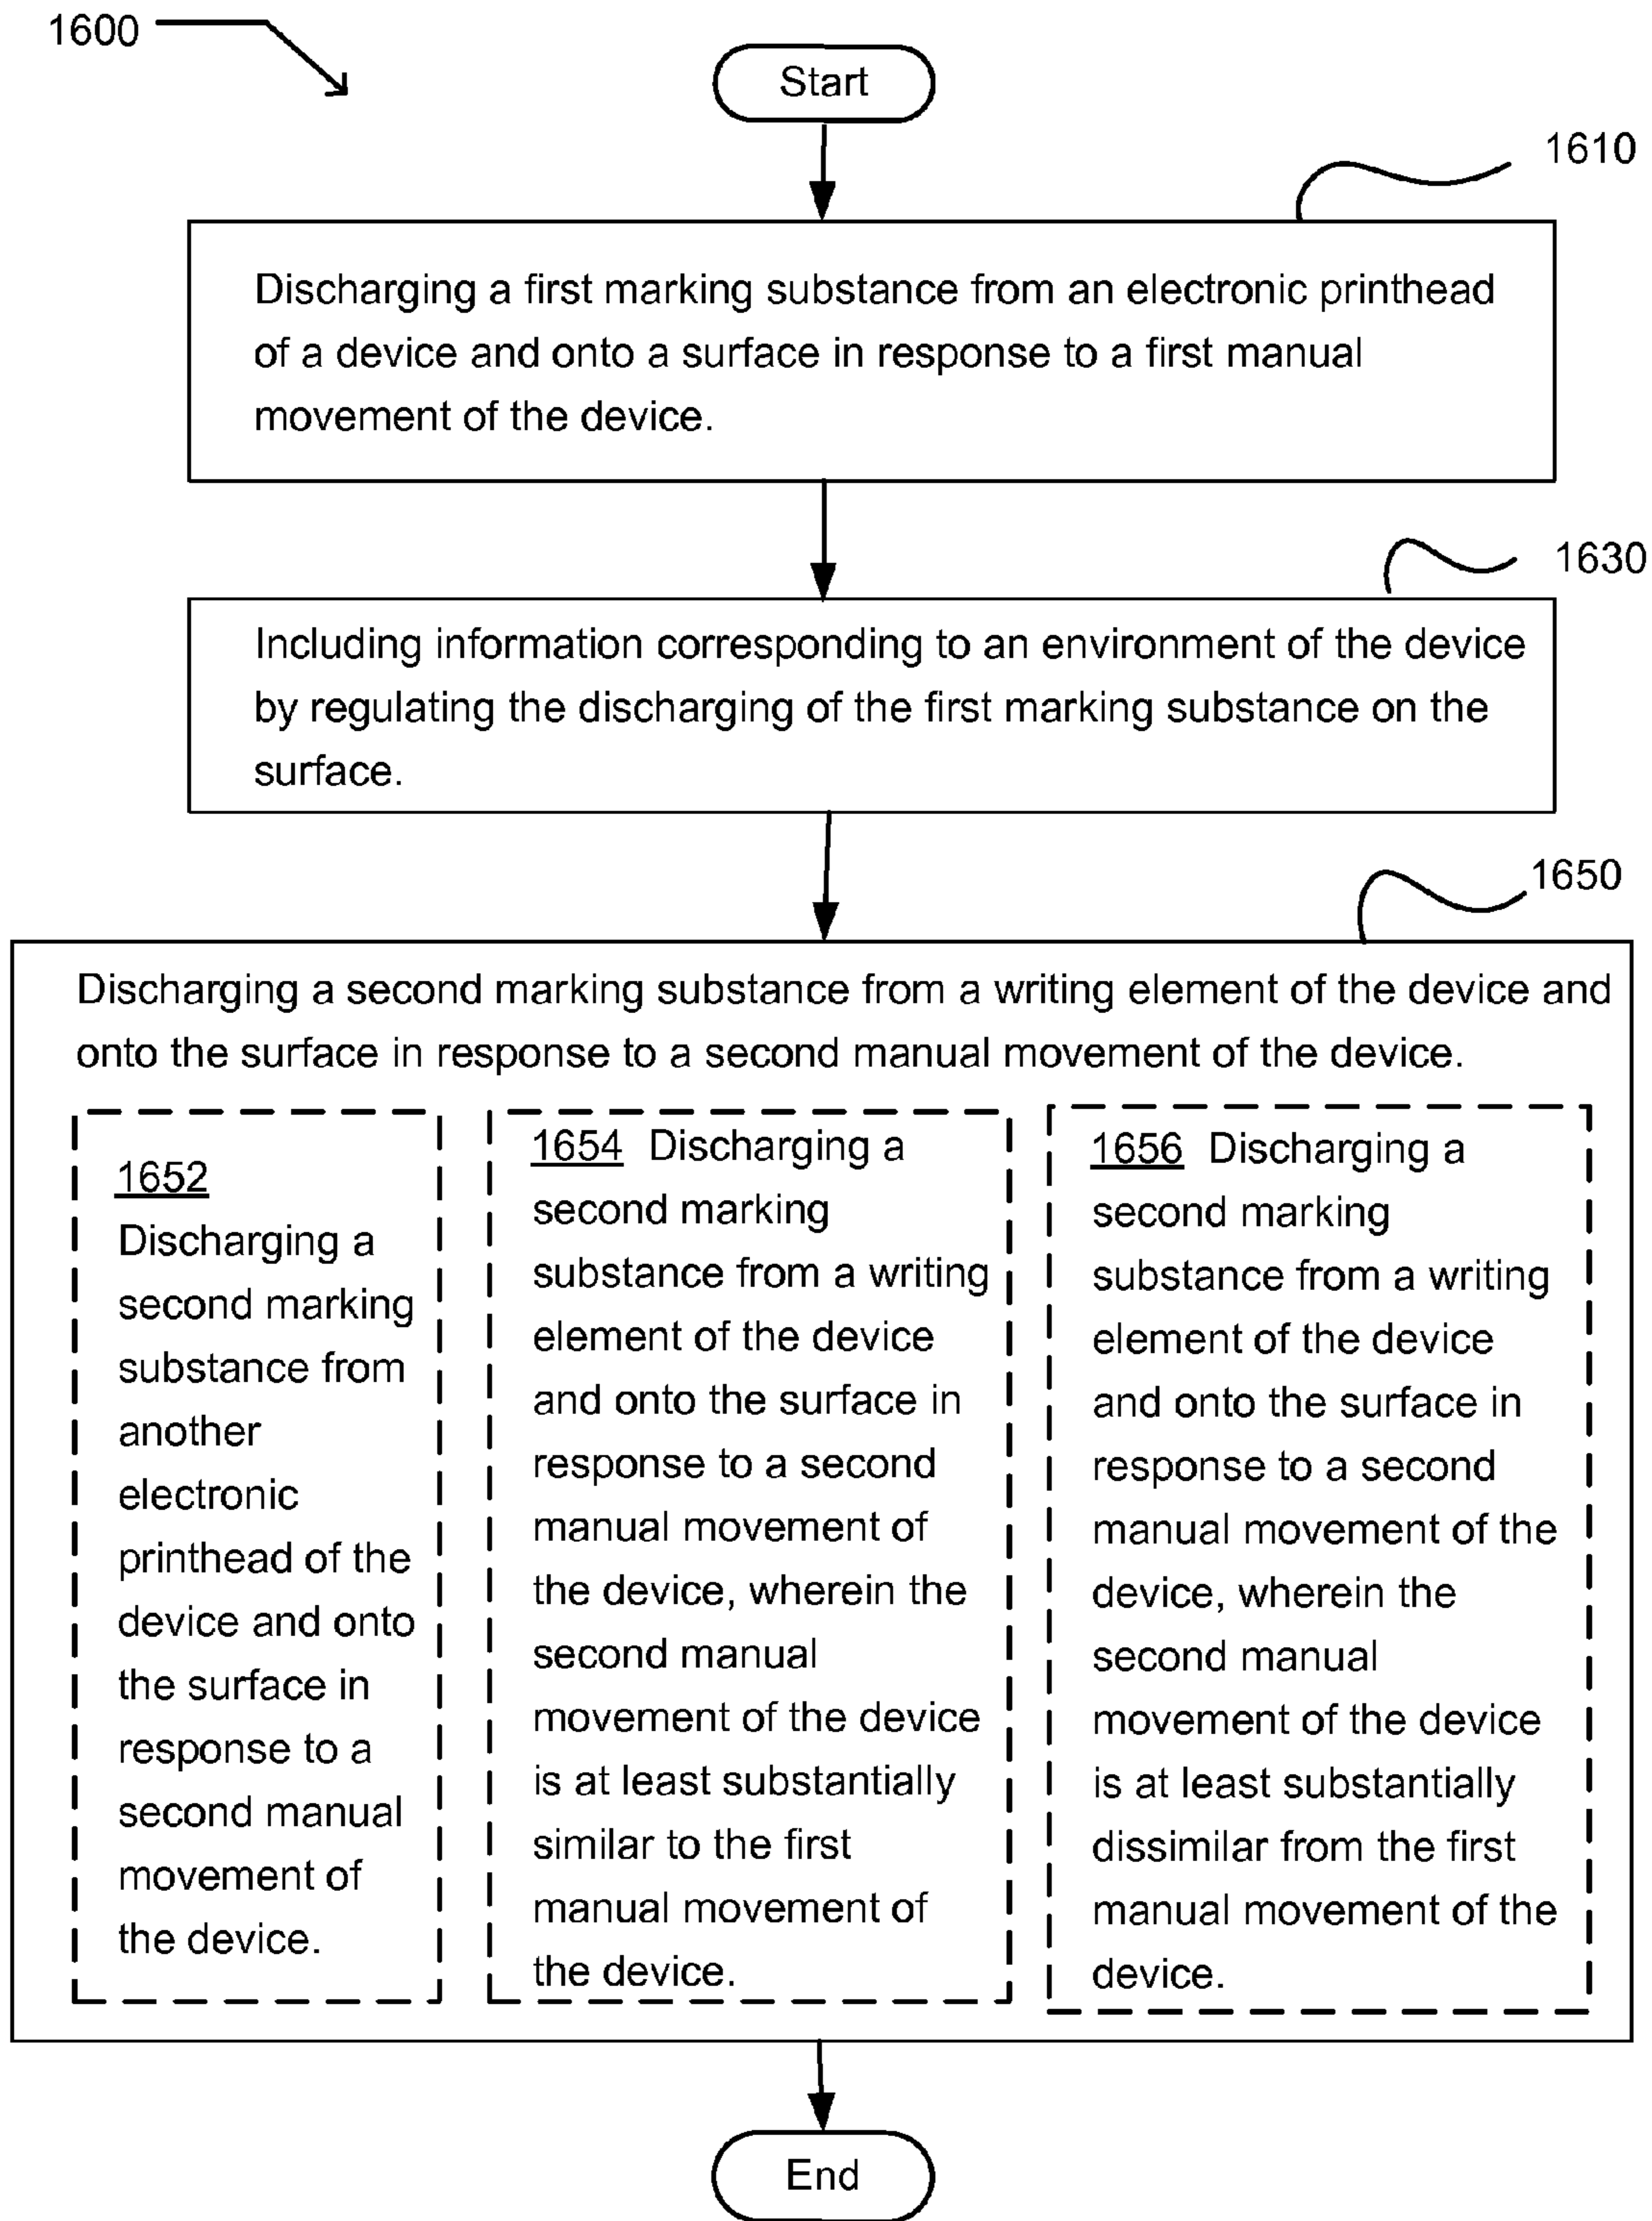 1600
Start
1610
Discharging a first marking substance from an electronic printhead
of a device and onto a surface in response to a first manual
movement of the device.
1630
Including information corresponding to an environment of the device
by regulating the discharging of the first marking substance on the
surface.
1650
Discharging a second marking substance from a writing element of the device and
onto the surface in response to a second manual movement of the device.
1652
Discharging a
second marking
substance from
another
electronic
printhead of the
device and onto
the surface in
response to a
second manual
movement of
the device.
1654 Discharging a
second marking
substance from a writing
element of the device
and onto the surface in
response to a second
manual movement of
the device, wherein the
second manual
movement of the device
is at least substantially
similar to the first
manual movement of
the device.
1656 Discharging a
second marking
substance from a writing
element of the device
and onto the surface in
response to a second
manual movement of the
device, wherein the
second manual
movement of the device
is at least substantially
dissimilar from the first
manual movement of the
device.
End